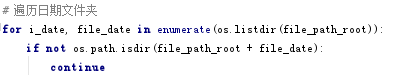 # 遍历日期文件夹
for i_date, file_date in enumerate(os.listdir(file_path_root)):
    if not os.path.isdir(file_path_root + file_date):
        continue